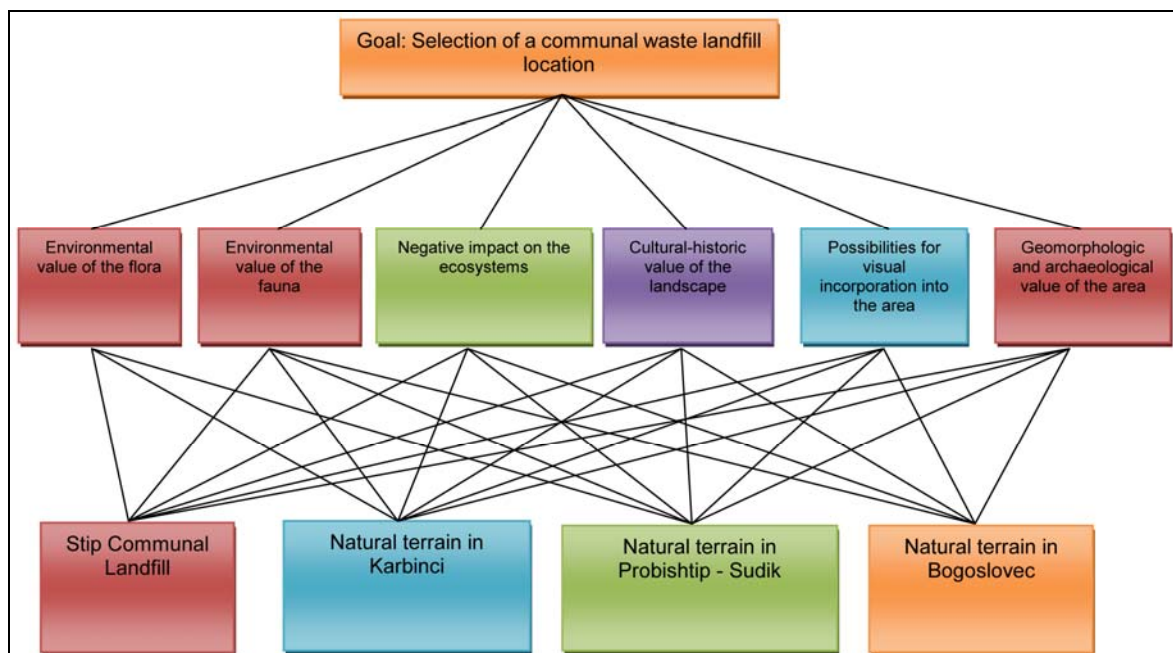 Goal: Selection of a communal waste landfill
location
Environmental
value of the flora
Environmental
value of the
fauna
Negative impact on the
ecosystems
Cultural-historic
value of the
landscape
Possibilities for
visual
incorporation into
the area
Geomorphologic
and archaeological
value of the area
Stip Communal
Landfill
Natural terrain in
Karbinci
Natural terrain in
Probishtip - Sudik
Natural terrain in
Bogoslovec